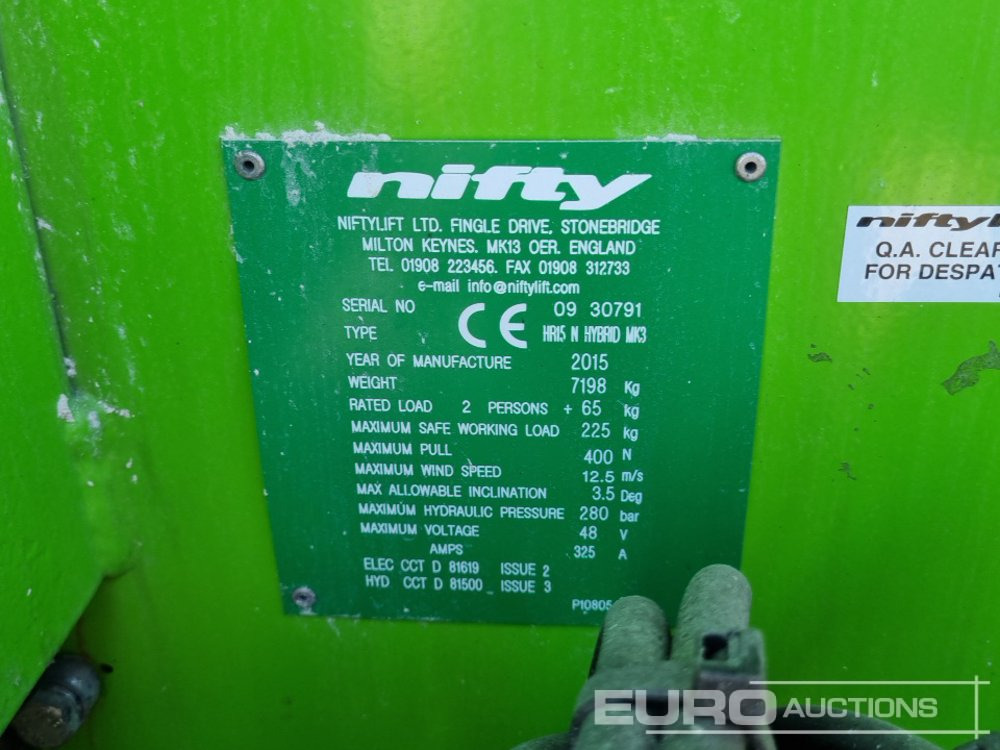 nifty
NIFTYLIFT LTD. FINGLE DRIVE, STONEBRIDGE
MILTON KEYNES. MK13 OER. ENGLAND
TEL. 01908 223456. FAX 01908 312733
e-mail info@niftylift.com
SERIAL NO 09 30791
TYPE CE HR15 N HYBRID MK3
YEAR OF MANUFACTURE 2015
WEIGHT 7198 Kg
RATED LOAD 2 PERSONS + 65 kg
MAXIMUM SAFE WORKING LOAD 225 kg
MAXIMUM PULL 400 N
MAXIMUM WIND SPEED 12.5 m/s
MAX ALLOWABLE INCLINATION 3.5 Deg
MAXIMUM HYDRAULIC PRESSURE 280 bar
MAXIMUM VOLTAGE 48 V
AMPS 325 A
ELEC CCT D 81619 ISSUE 2
HYD CCT D 81500 ISSUE 3
P10805
niftyl
Q.A. CLEAR
FOR DESPAT
EURO AUCTIONS